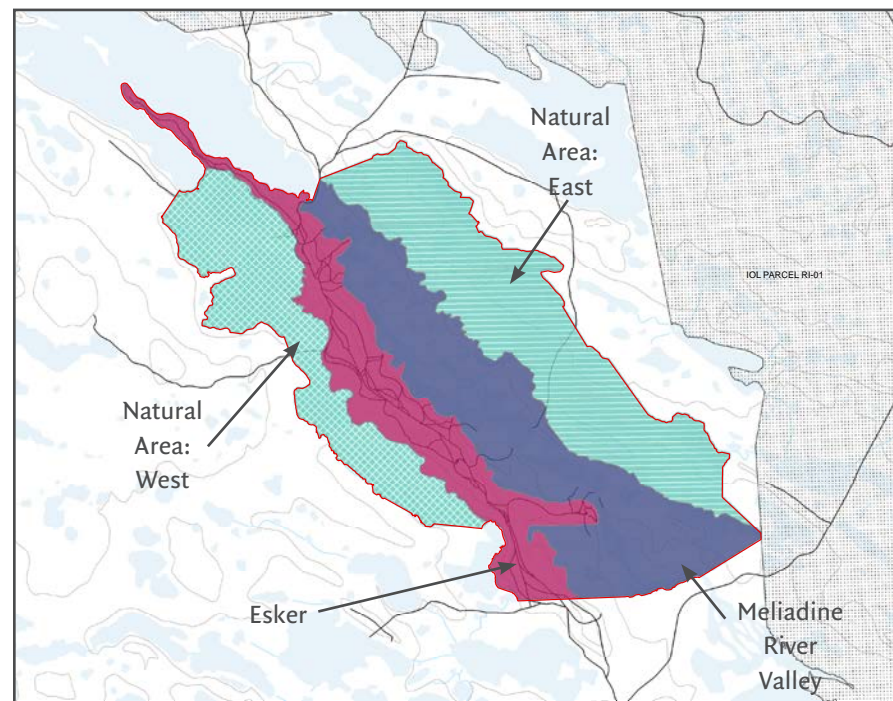 Natural
Area:
East
IOL PARCEL RI-01
Natural
Area:
West
Esker
Meliadine
River
Valley